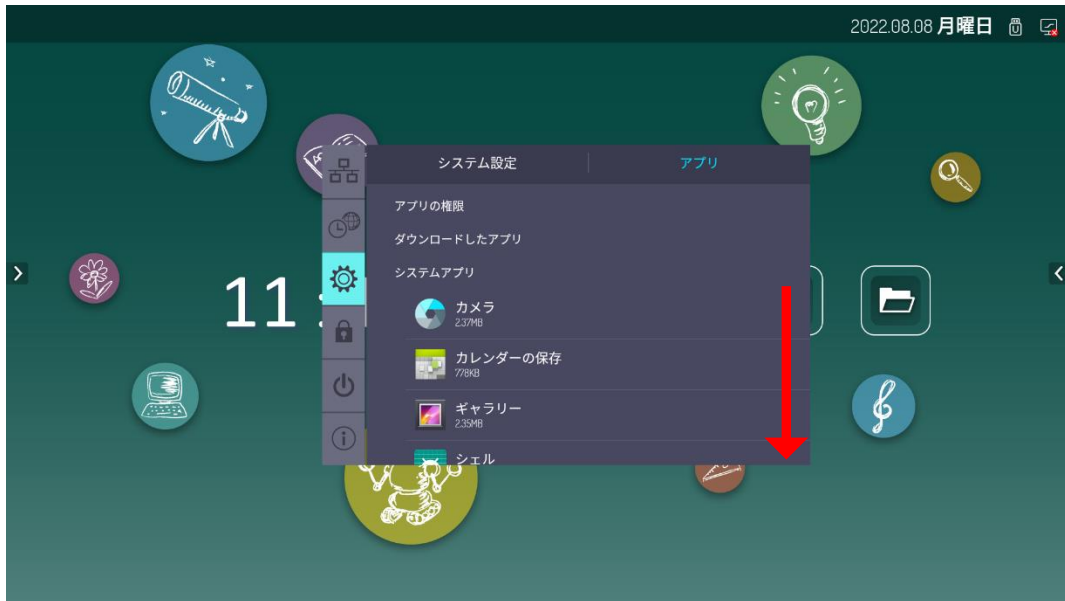 2022.08.08 月曜日
システム設定
アプリ
アプリの権限
ダウンロードしたアプリ
システムアプリ
11:
カメラ
2.37MB
カレンダーの保存
778KB
ギャラリー
2.35MB
シェル